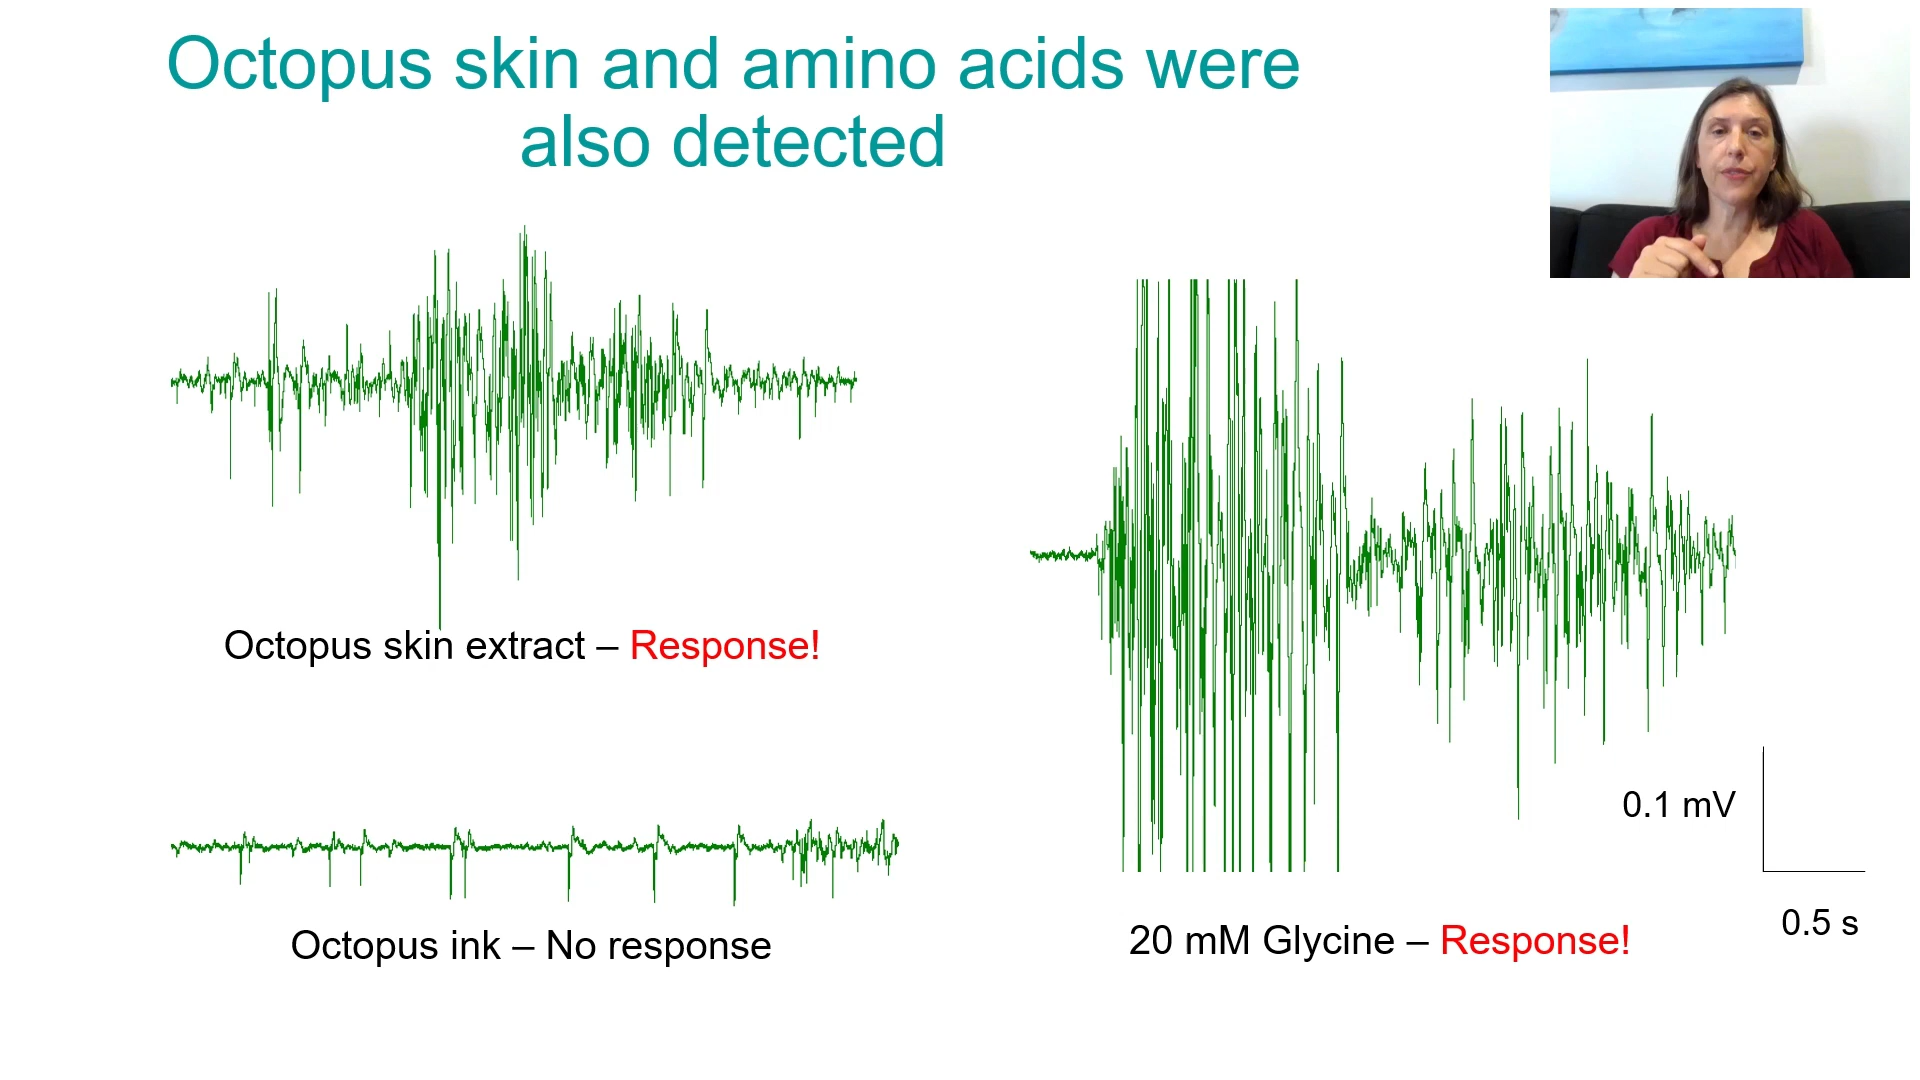 Octopus skin and amino acids were
also detected
Octopus skin extract – Response!
Octopus ink – No response
20 mM Glycine – Response!
0.1 mV
0.5 s